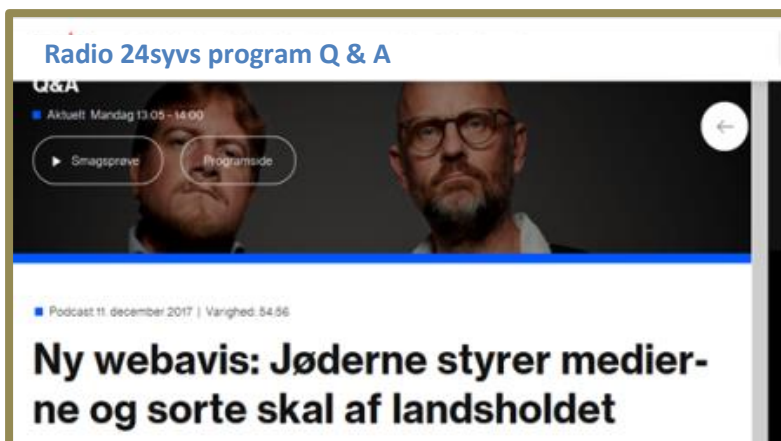 Radio 24syvs program Q & A
Q&A
Aktuelt Mandag 13:05 - 14:00
Smagsprøve
Programside
Podcast 11. december 2017 | Varighed: 54:56
Ny webavis: Jøderne styrer medier-
ne og sorte skal af landsholdet